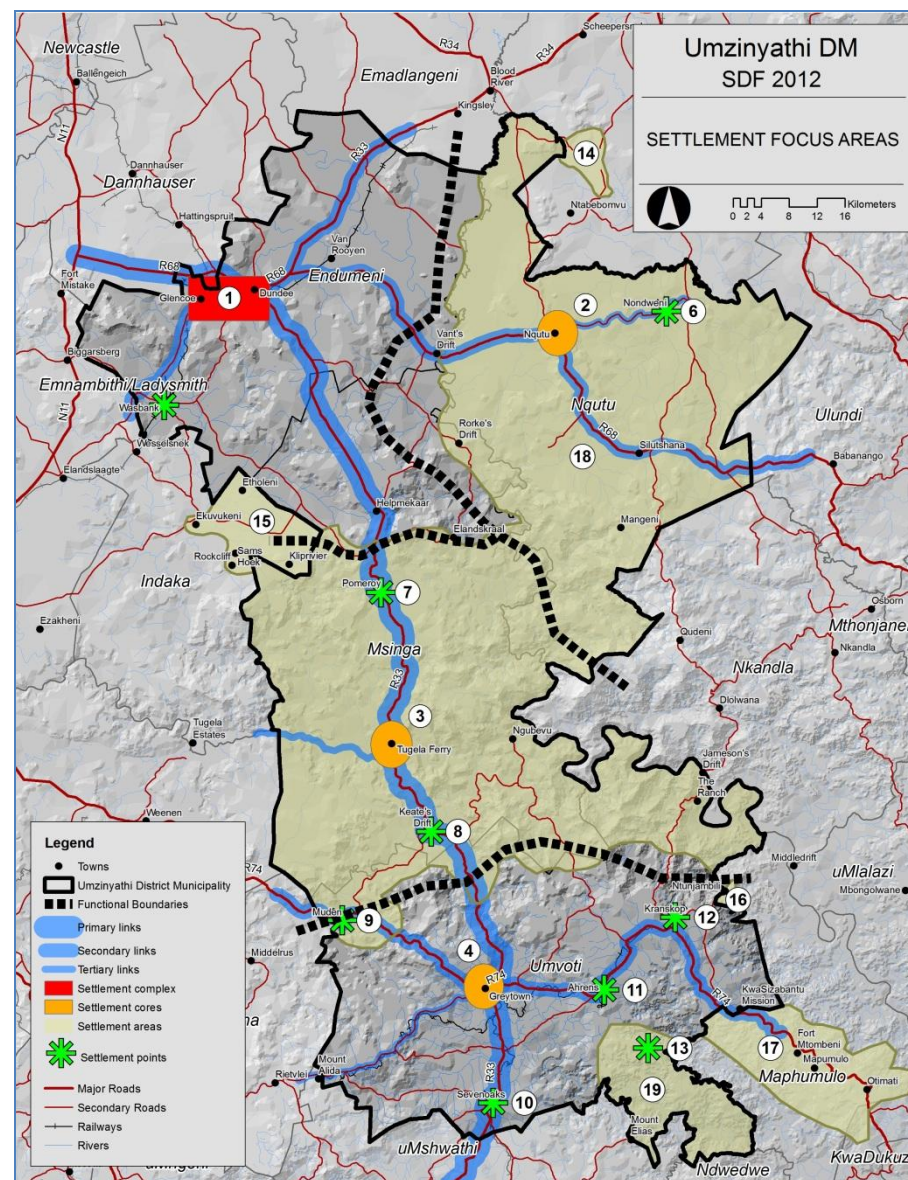 Umzinyathi DM
SDF 2012
SETTLEMENT FOCUS AREAS
Kilometers
0 2 4 8 12 16
Newcastle
Ballengeich
R34
R34
Blood
River
Emadlangeni
Kingsley
N11
R33
14
Dannhauser
Dannhauser
Ntabebomvu
Hattingspruit
Van
Rooyen
R68
R68
Endumeni
Fort
Mistake
Glencoe
1
Dundee
2
Nondweni
6
Nqutu
Vant's
Drift
Biggarsberg
Emnambithi/Ladysmith
Wasbank
Nqutu
Ulundi
N11
Wesselsnek
Rorke's
Drift
R68
18
Silutshana
Babanango
Elandslaagte
Etholeni
Helpmekaar
Ekuvukeni
15
Elandskraal
Mangeni
Rockcliff
Sams
Hoek
Kliprivier
Indaka
Pomeroy
7
Osborn
Ezakheni
Mthonjane
Msinga
Qudeni
Nkandla
Nkandla
R33
Dlolwana
3
Tugela
Estates
Tugela Ferry
Ngubevu
Jameson's
Drift
The
Ranch
Weenen
Keate's
Drift
8
Middledrift
uMlalazi
R74
Ntunjambili
Mbongolwane
16
Muden
9
Kranskop
12
Middelrus
4
Umvoti
R74
Greytown
Ahrens
11
KwaSizabantu
Mission
R74
Fort
Mtombeni
13
17
Mapumulo
Maphumulo
Rietvlei
Mount
Alida
R33
19
Otimati
Sevenoaks
10
Mount
Elias
uMshwathi
Ndwedwe
KwaDukuz
Legend
Towns
Umzinyathi District Municipality
Functional Boundaries
Primary links
Secondary links
Tertiary links
Settlement complex
Settlement cores
Settlement areas
Settlement points
Major Roads
Secondary Roads
Railways
Rivers